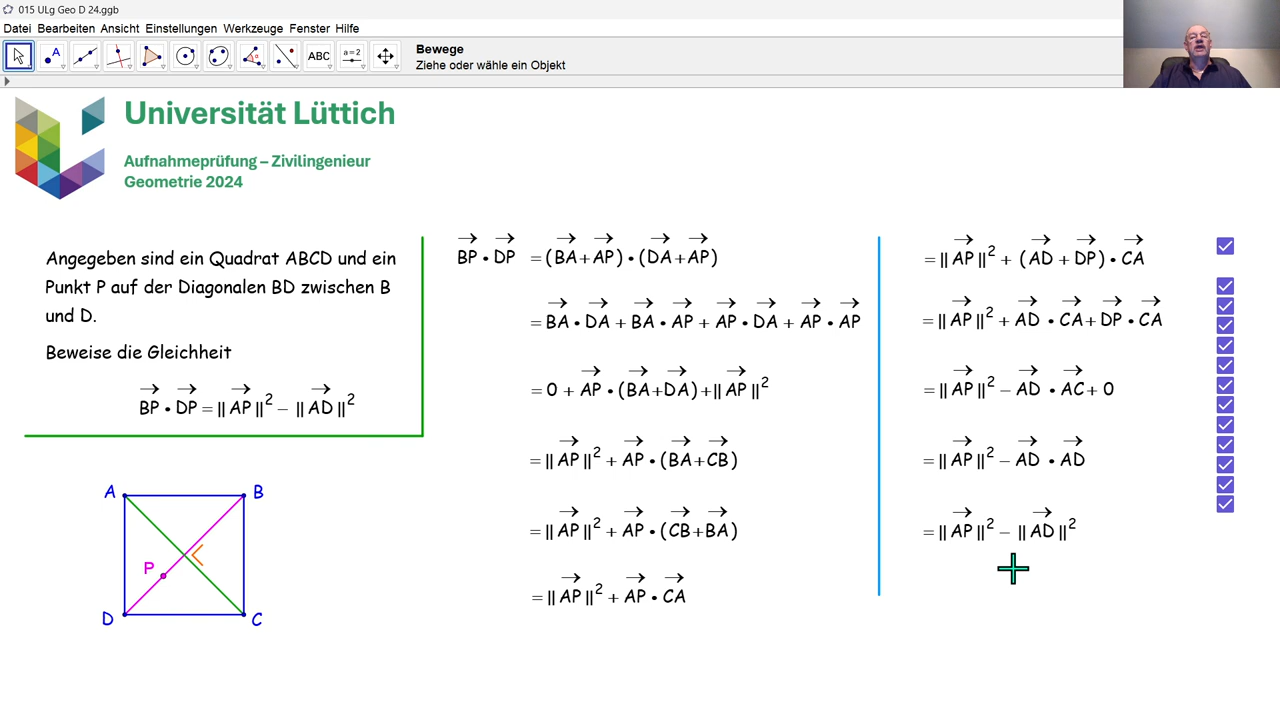 015 ULg Geo D 24.ggb
Datei Bearbeiten Ansicht Einstellungen Werkzeuge Fenster Hilfe
A
ABC
a=2
Bewege
Ziehe oder wähle ein Objekt
Universität Lüttich
Aufnahmeprüfung – Zivilingenieur
Geometrie 2024
Angegeben sind ein Quadrat ABCD und ein
Punkt P auf der Diagonalen BD zwischen B
und D.
Beweise die Gleichheit
→BP • →DP = || →AP ||² – || →AD ||²
A B
P
D C
→BP • →DP = (→BA + →AP) • (→DA + →AP)
= →BA • →DA + →BA • →AP + →AP • →DA + →AP • →AP
= 0 + →AP • (→BA + →DA) + || →AP ||²
= || →AP ||² + →AP • (→BA + →CB)
= || →AP ||² + →AP • (→CB + →BA)
= || →AP ||² + →AP • →CA
= || →AP ||² + (→AD + →DP) • →CA
= || →AP ||² + →AD • →CA + →DP • →CA
= || →AP ||² – →AD • →AC + 0
= || →AP ||² – →AD • →AD
= || →AP ||² – || →AD ||²